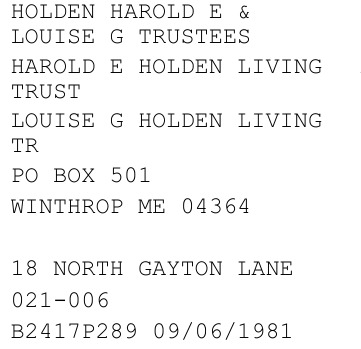 HOLDEN HAROLD E &
LOUISE G TRUSTEES
HAROLD E HOLDEN LIVING
TRUST
LOUISE G HOLDEN LIVING
TR
PO BOX 501
WINTHROP ME 04364
18 NORTH GAYTON LANE
021-006
B2417P289 09/06/1981